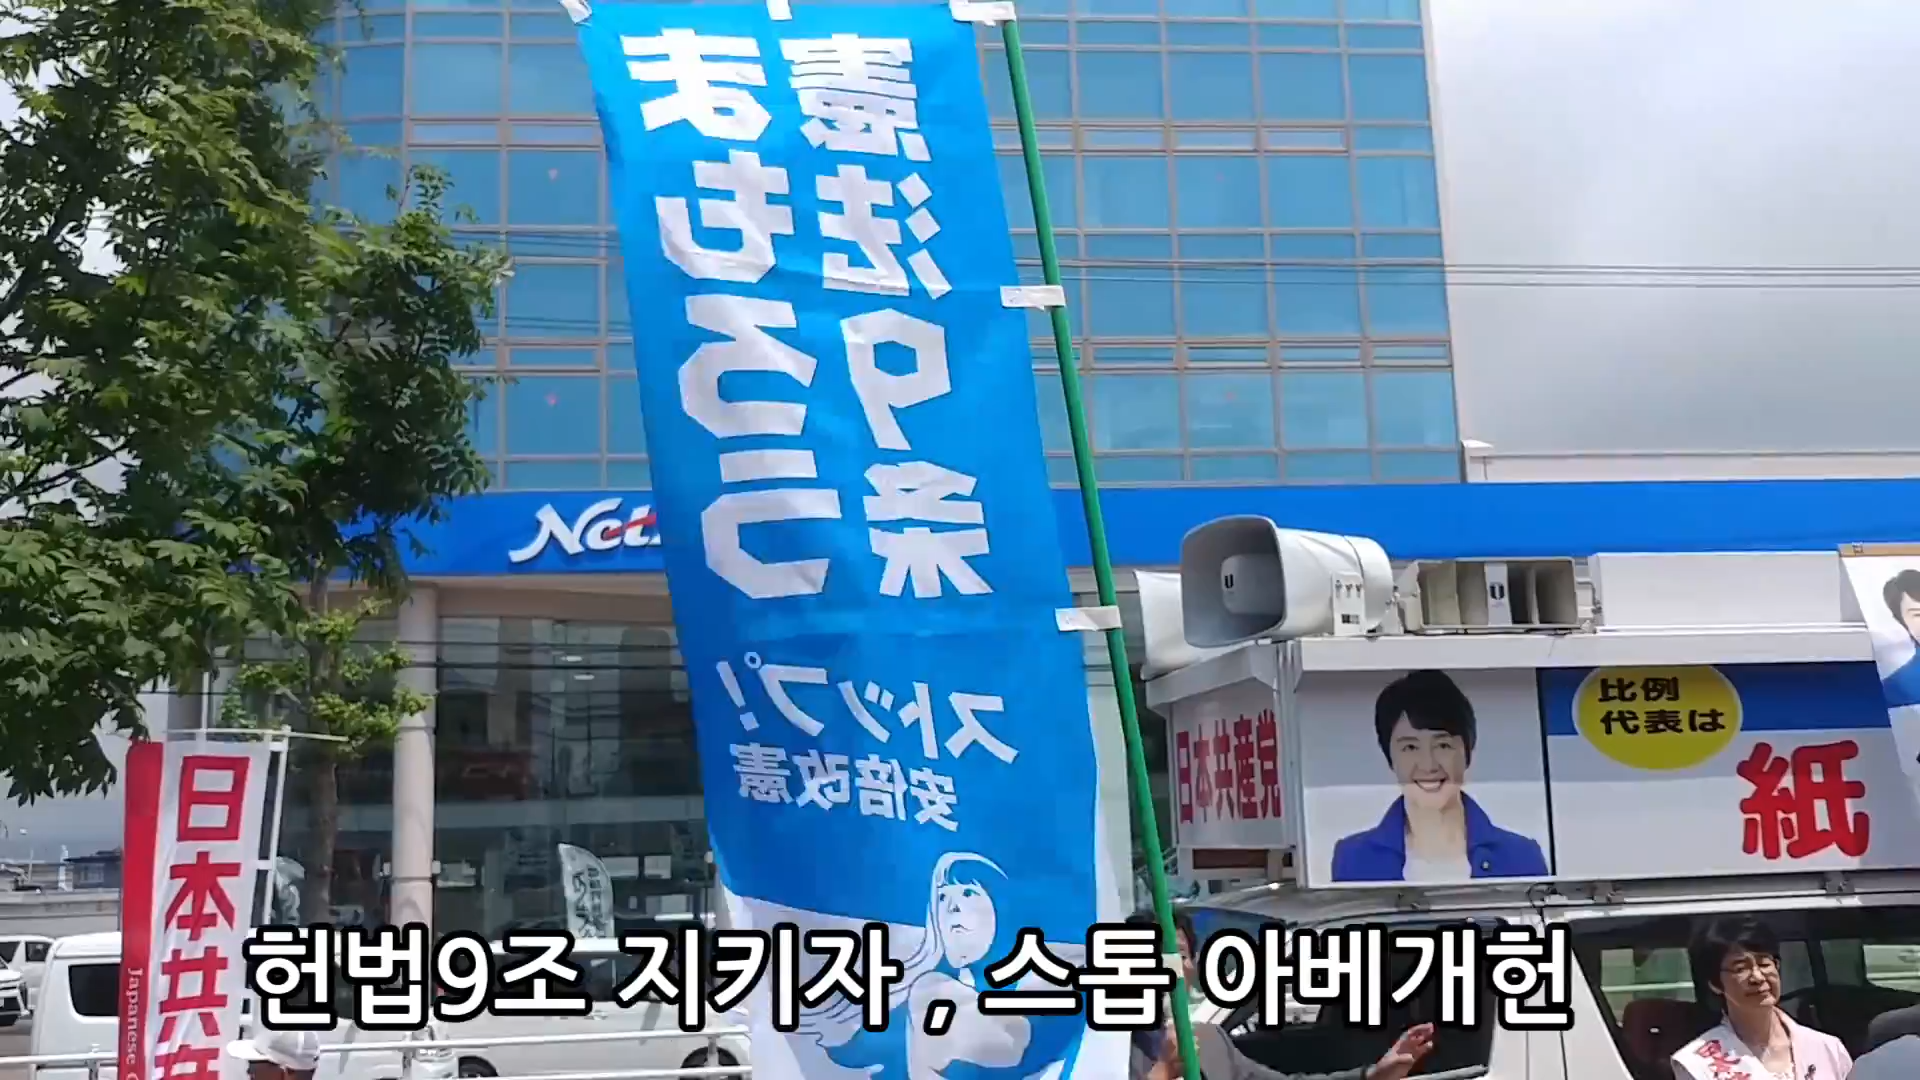 憲法9条
まもろう
ストップ!
安倍改憲
日本共産党
比例
代表は
紙
日本共産
Japanese
헌법9조 지키자 , 스톱 아베개헌